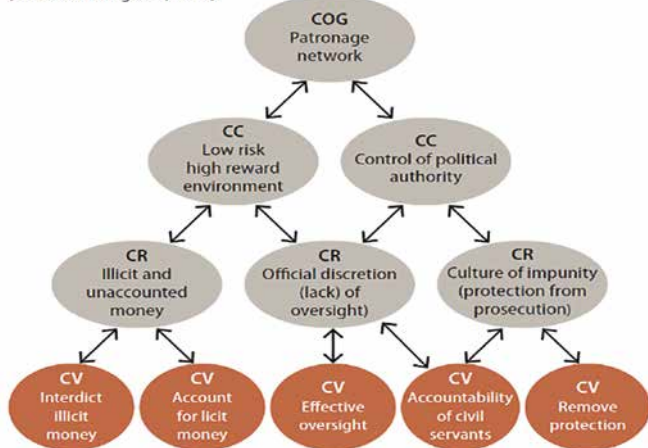 COG
Patronage
network
CC
Low risk
high reward
environment
CC
Control of political
authority
CR
Illicit and
unaccounted
money
CR
Official discretion
(lack) of
oversight)
CR
Culture of impunity
(protection from
prosecution)
CV
Interdict
illicit
money
CV
Account
for licit
money
CV
Effective
oversight
CV
Accountability
of civil
servants
CV
Remove
protection